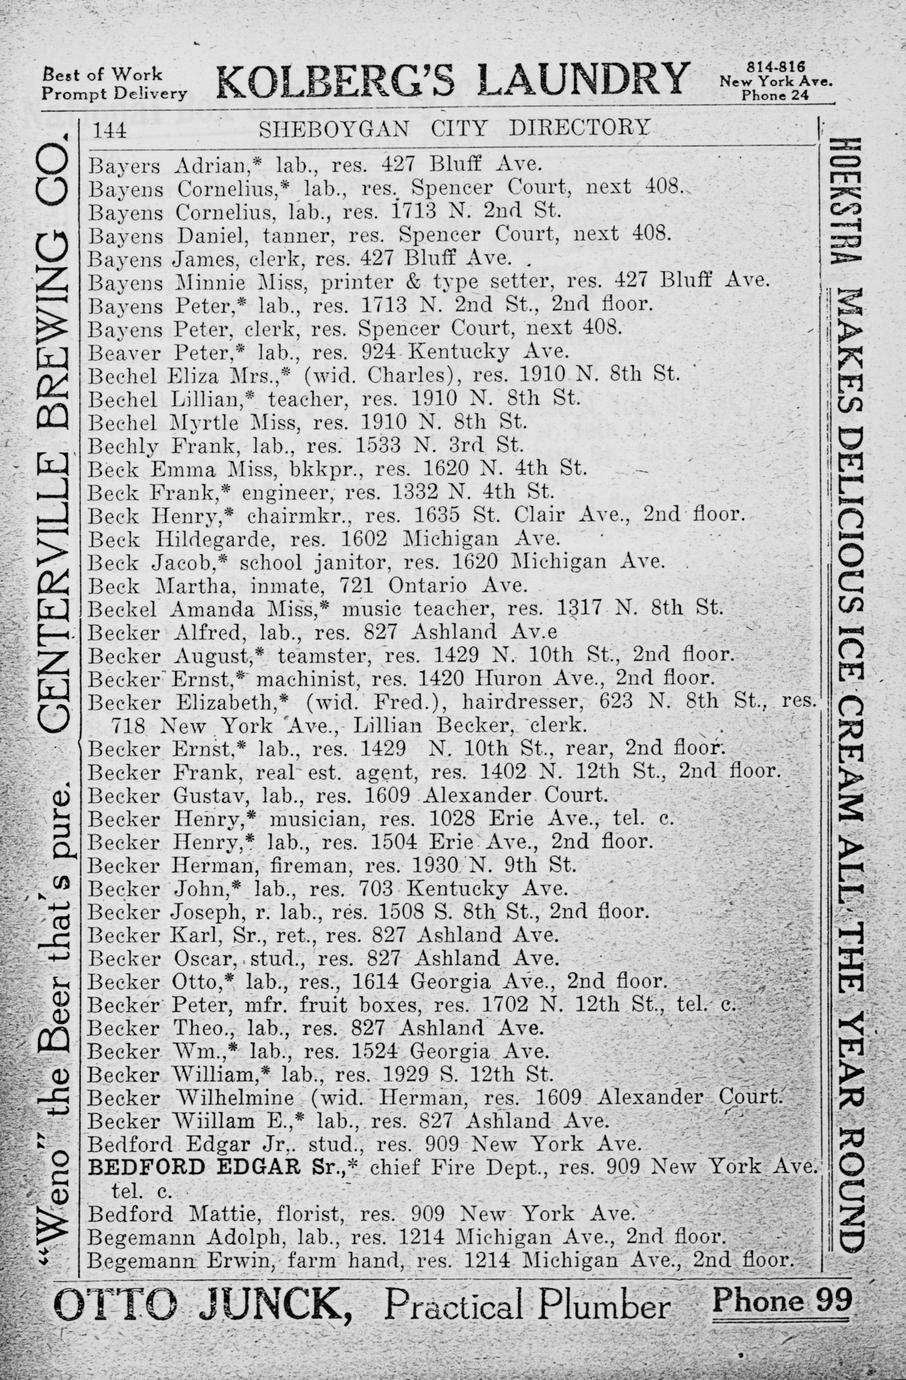 Best of Work
Prompt Delivery
KOLBERG'S LAUNDRY
814-816
New York Ave.
Phone 24
144 SHEBOYGAN CITY DIRECTORY
Bayers Adrian,* lab., res. 427 Bluff Ave.
Bayens Cornelius,* lab., res. Spencer Court, next 408.
Bayens Cornelius, lab., res. 1713 N. 2nd St.
Bayens Daniel, tanner, res. Spencer Court, next 408.
Bayens James, clerk, res. 427 Bluff Ave.
Bayens Minnie Miss, printer & type setter, res. 427 Bluff Ave.
Bayens Peter,* lab., res. 1713 N. 2nd St., 2nd floor.
Bayens Peter, clerk, res. Spencer Court, next 408.
Beaver Peter,* lab., res. 924 Kentucky Ave.
Bechel Eliza Mrs.,* (wid. Charles), res. 1910 N. 8th St.
Bechel Lillian,* teacher, res. 1910 N. 8th St.
Bechel Myrtle Miss, res. 1910 N. 8th St.
Bechly Frank, lab., res. 1533 N. 3rd St.
Beck Emma Miss, bkkpr., res. 1620 N. 4th St.
Beck Frank,* engineer, res. 1332 N. 4th St.
Beck Henry,* chairmkr., res. 1635 St. Clair Ave., 2nd floor.
Beck Hildegarde, res. 1602 Michigan Ave.
Beck Jacob,* school janitor, res. 1620 Michigan Ave.
Beck Martha, inmate, 721 Ontario Ave.
Beckel Amanda Miss,* music teacher, res. 1317 N. 8th St.
Becker Alfred, lab., res. 827 Ashland Av.e
Becker August,* teamster, res. 1429 N. 10th St., 2nd floor.
Becker Ernst,* machinist, res. 1420 Huron Ave., 2nd floor.
Becker Elizabeth,* (wid. Fred.), hairdresser, 623 N. 8th St., res.
718 New York Ave., Lillian Becker, clerk.
Becker Ernst,* lab., res. 1429 N. 10th St., rear, 2nd floor.
Becker Frank, real est. agent, res. 1402 N. 12th St., 2nd floor.
Becker Gustav, lab., res. 1609 Alexander Court.
Becker Henry,* musician, res. 1028 Erie Ave., tel. c.
Becker Henry,* lab., res. 1504 Erie Ave., 2nd floor.
Becker Herman, fireman, res. 1930 N. 9th St.
Becker John,* lab., res. 703 Kentucky Ave.
Becker Joseph, r. lab., res. 1508 S. 8th St., 2nd floor.
Becker Karl, Sr., ret., res. 827 Ashland Ave.
Becker Oscar, stud., res. 827 Ashland Ave.
Becker Otto,* lab., res., 1614 Georgia Ave., 2nd floor.
Becker Peter, mfr. fruit boxes, res. 1702 N. 12th St., tel. c.
Becker Theo., lab., res. 827 Ashland Ave.
Becker Wm.,* lab., res. 1524 Georgia Ave.
Becker William,* lab., res. 1929 S. 12th St.
Becker Wilhelmine (wid. Herman, res. 1609 Alexander Court.
Becker Wiillam E.,* lab., res. 827 Ashland Ave.
Bedford Edgar Jr,. stud., res. 909 New York Ave.
BEDFORD EDGAR Sr.,* chief Fire Dept., res. 909 New York Ave.
tel. c.
Bedford Mattie, florist, res. 909 New York Ave.
Begemann Adolph, lab., res. 1214 Michigan Ave., 2nd floor.
Begemann Erwin, farm hand, res. 1214 Michigan Ave., 2nd floor.
"Weno" the Beer that's pure. CENTERVILLE BREWING CO.
HOEKSTRA MAKES DELICIOUS ICE CREAM ALL THE YEAR ROUND
OTTO JUNCK, Practical Plumber Phone 99